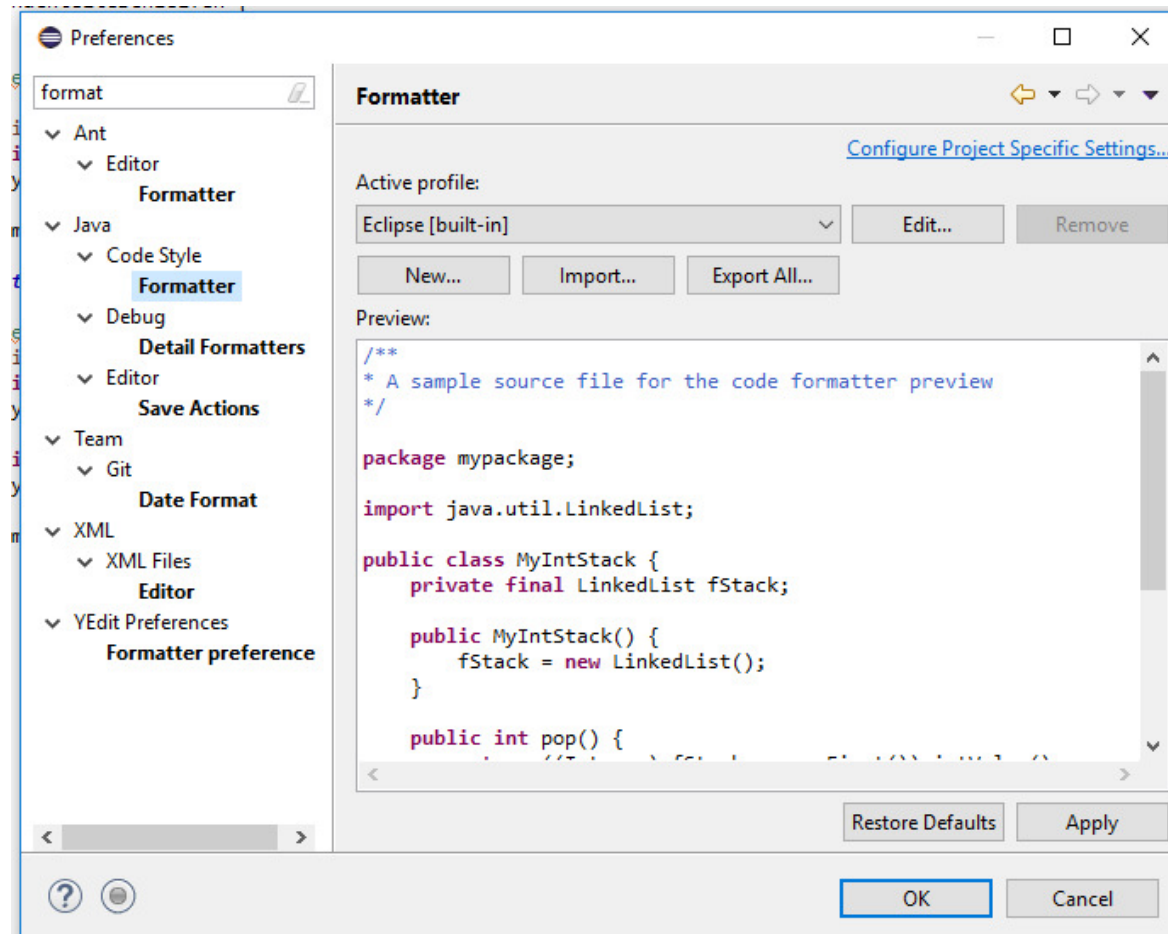 Preferences
format
Ant
Editor
Formatter
Java
Code Style
Formatter
Debug
Detail Formatters
Editor
Save Actions
Team
Git
Date Format
XML
XML Files
Editor
YEdit Preferences
Formatter preference
Formatter
Configure Project Specific Settings...
Active profile:
Eclipse [built-in]
Edit...
Remove
New...
Import...
Export All...
Preview:
/**
* A sample source file for the code formatter preview
*/
package mypackage;
import java.util.LinkedList;
public class MyIntStack {
private final LinkedList fStack;
public MyIntStack() {
fStack = new LinkedList();
}
public int pop() {
Restore Defaults
Apply
OK
Cancel